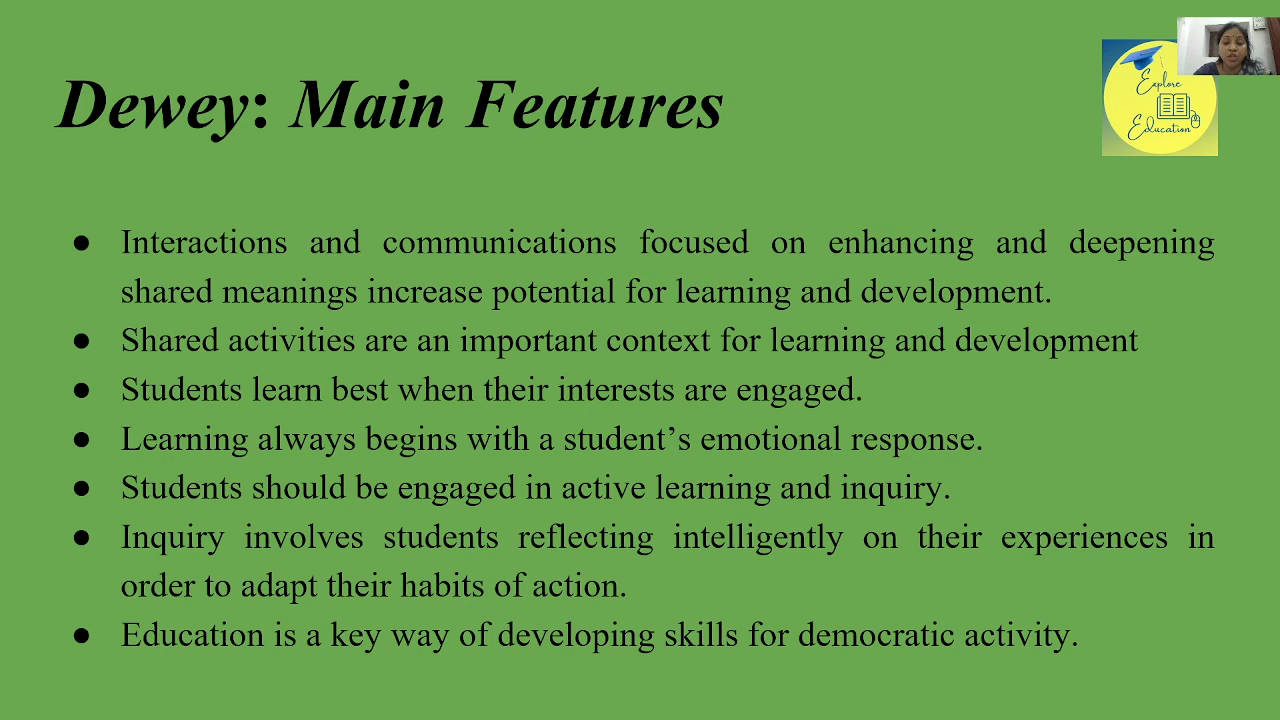 Dewey: Main Features
Explore
Education
● Interactions and communications focused on enhancing and deepening
shared meanings increase potential for learning and development.
● Shared activities are an important context for learning and development
● Students learn best when their interests are engaged.
● Learning always begins with a student’s emotional response.
● Students should be engaged in active learning and inquiry.
● Inquiry involves students reflecting intelligently on their experiences in
order to adapt their habits of action.
● Education is a key way of developing skills for democratic activity.